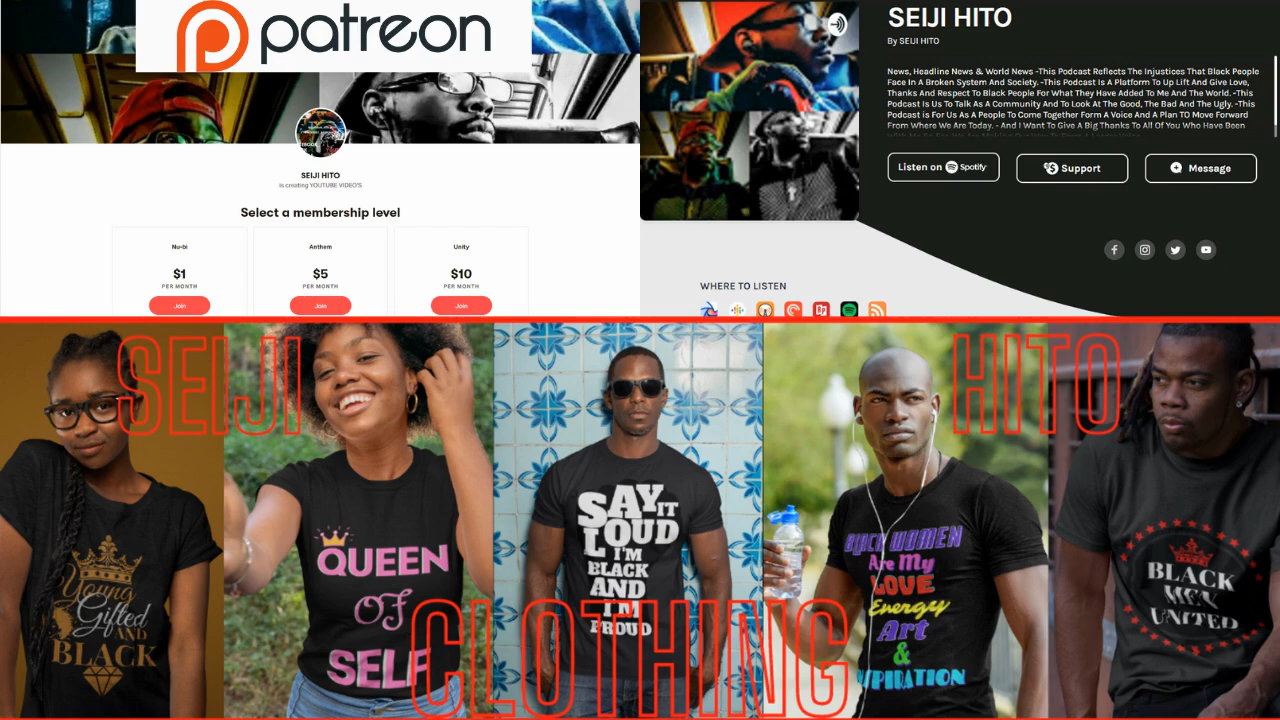 patreon
SEIJI HITO
is creating YOUTUBE VIDEO'S
Select a membership level
Nu-bi
$1
PER MONTH
Join
Anthem
$5
PER MONTH
Join
Unity
$10
PER MONTH
Join
SEIJI HITO
By SEIJI HITO
News, Headline News & World News -This Podcast Reflects The Injustices That Black People
Face In A Broken System And Society. -This Podcast Is A Platform To Up Lift And Give Love,
Thanks And Respect To Black People For What They Have Added To Me And The World. -This
Podcast Is Us To Talk As A Community And To Look At The Good, The Bad And The Ugly. -This
Podcast is For Us As A People To Come Together Form A Voice And A Plan TO Move Forward
From Where We Are Today. - And I Want To Give A Big Thanks To All Of You Who Have Been
Listen on Spotify
Support
Message
WHERE TO LISTEN
SEIJI HITO
Young
Gifted
AND
BLACK
QUEEN
OF
SELF
SAY IT
LOUD
I'M
BLACK
AND
I'M
PROUD
BLACK WOMEN
Are My
LOVE
Energy
Art
&
INSPIRATION
BLACK
MEN
UNITED
CLOTHING